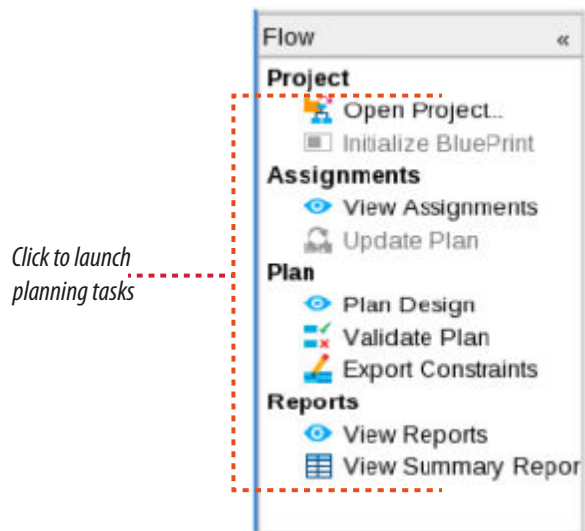 Flow «
Project
Open Project...
Initialize BluePrint
Assignments
View Assignments
Update Plan
Click to launch
planning tasks
Plan
Plan Design
Validate Plan
Export Constraints
Reports
View Reports
View Summary Repor